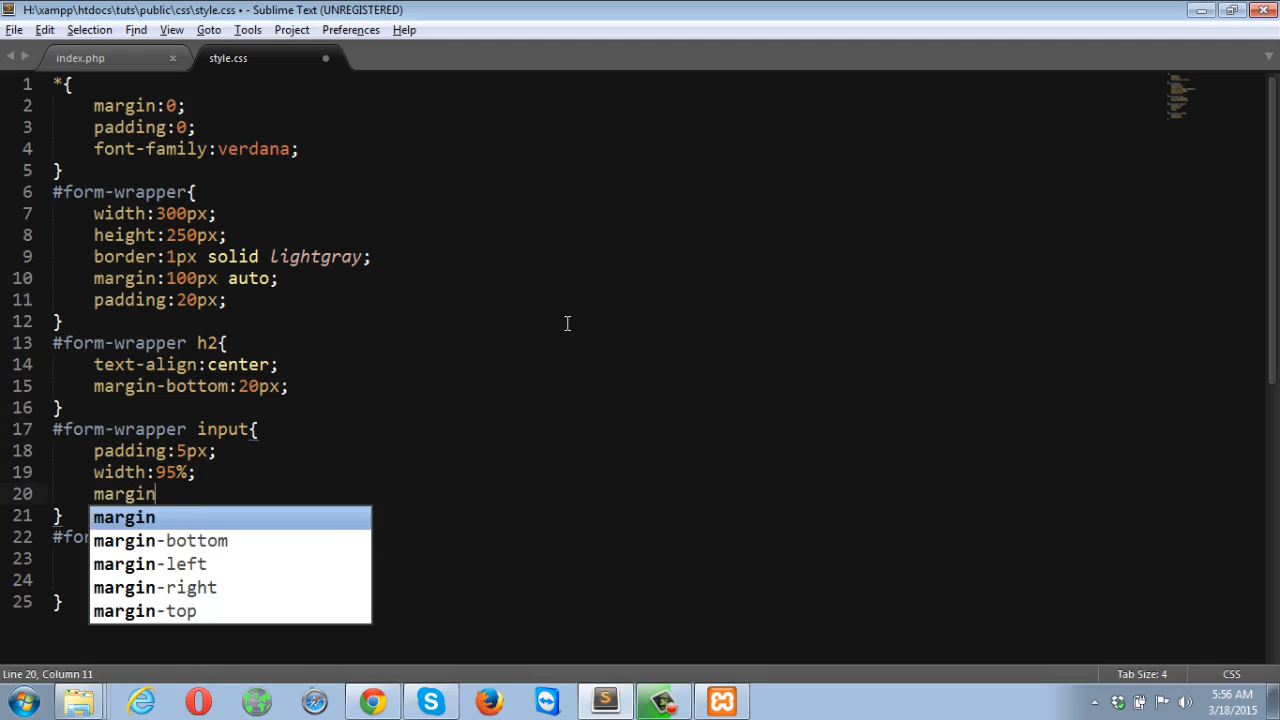 H:\xampp\htdocs\tuts\public\css\style.css • - Sublime Text (UNREGISTERED)
File Edit Selection Find View Goto Tools Project Preferences Help
index.php style.css
1 *{
2 margin:0;
3 padding:0;
4 font-family:verdana;
5 }
6 #form-wrapper{
7 width:300px;
8 height:250px;
9 border:1px solid lightgray;
10 margin:100px auto;
11 padding:20px;
12 }
13 #form-wrapper h2{
14 text-align:center;
15 margin-bottom:20px;
16 }
17 #form-wrapper input{
18 padding:5px;
19 width:95%;
20 margin
margin
21 }
margin-bottom
22 #for
margin-left
23
margin-right
24
margin-top
25 }
Line 20, Column 11 Tab Size: 4 CSS
5:56 AM
3/18/2015